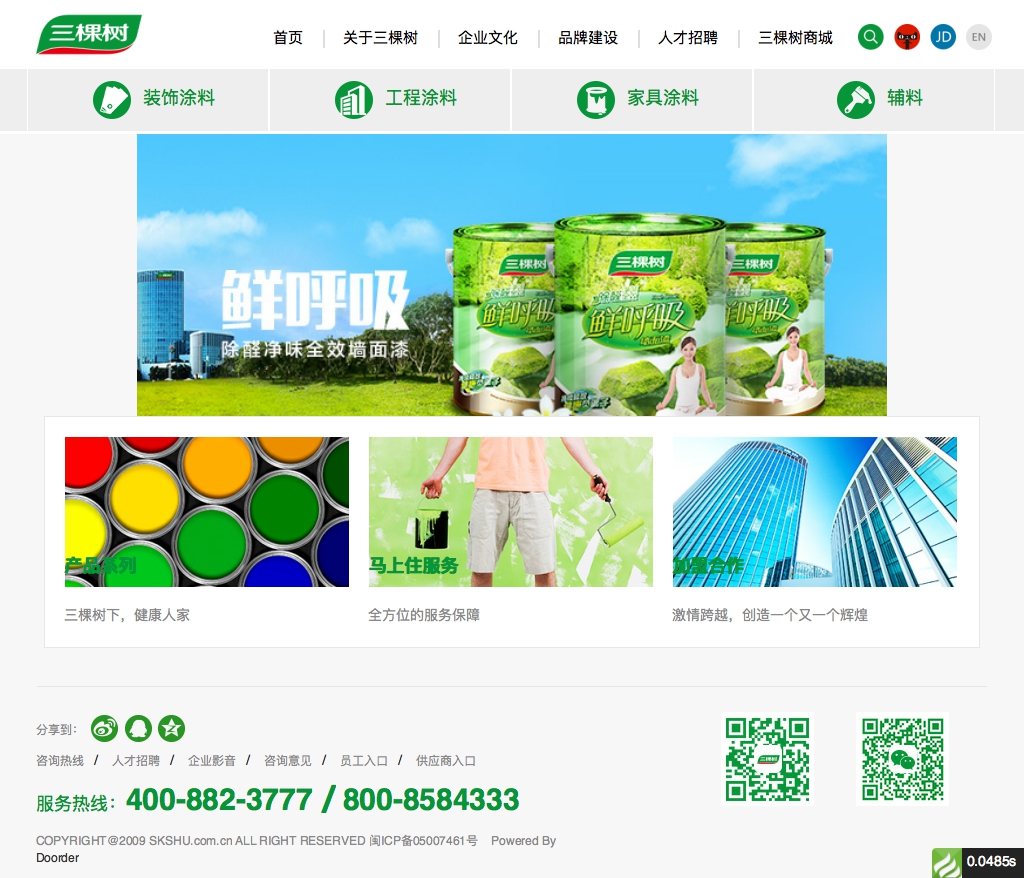 三棵树
首页 关于三棵树 企业文化 品牌建设 人才招聘 三棵树商城 JD EN
装饰涂料 工程涂料 家具涂料 辅料
鲜呼吸
除醛净味全效墙面漆
三棵树 三棵树 三棵树
鲜呼吸 鲜呼吸 鲜呼吸
产品系列 马上住服务 加盟合作
三棵树下，健康人家 全方位的服务保障 激情跨越，创造一个又一个辉煌
分享到：
咨询热线 / 人才招聘 / 企业影音 / 咨询意见 / 员工入口 / 供应商入口
服务热线：400-882-3777 / 800-8584333
COPYRIGHT@2009 SKSHU.com.cn ALL RIGHT RESERVED 闽ICP备05007461号 Powered By
Doorder
0.0485s